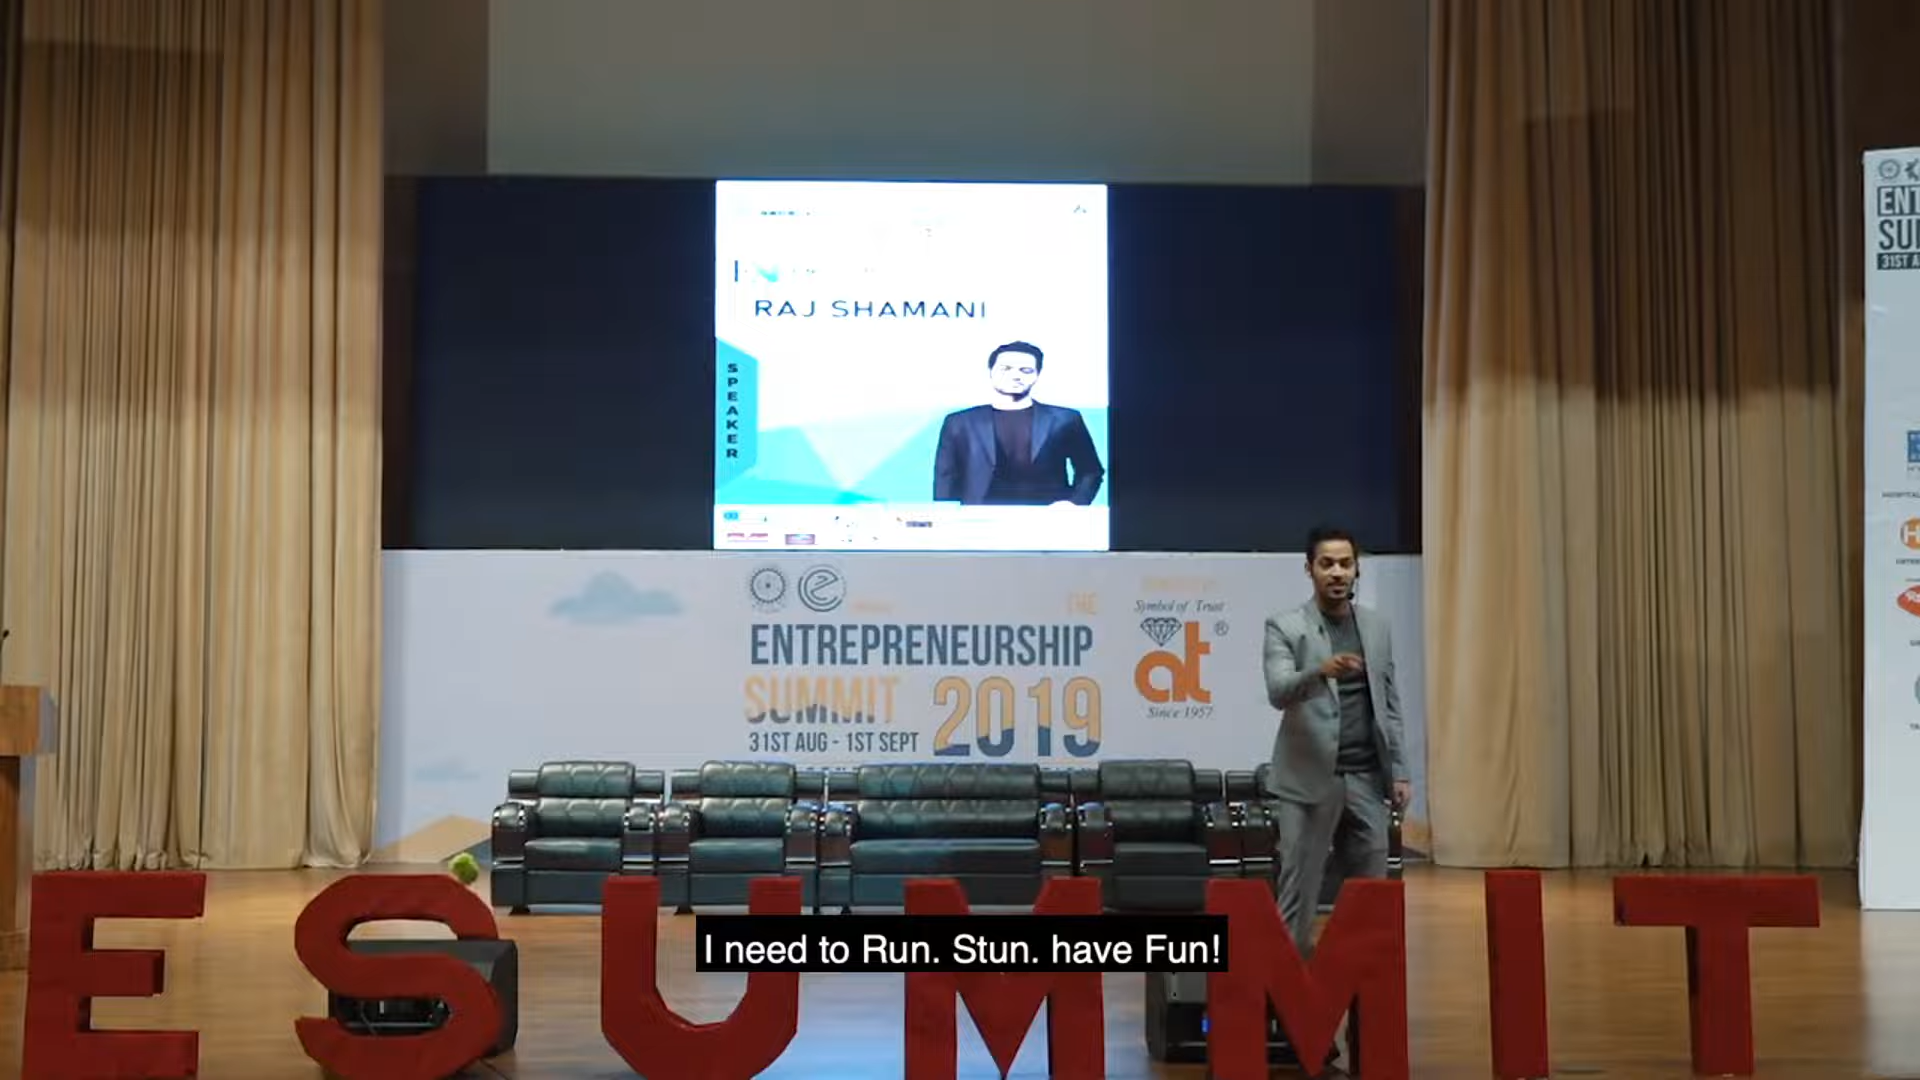 RAJ SHAMANI
SPEAKER
THE
ENTREPRENEURSHIP
SUMMIT 2019
31ST AUG - 1ST SEPT
Symbol of Trust
at®
Since 1957
ENT
SU
31ST A
I need to Run. Stun. have Fun!
ESUMMIT